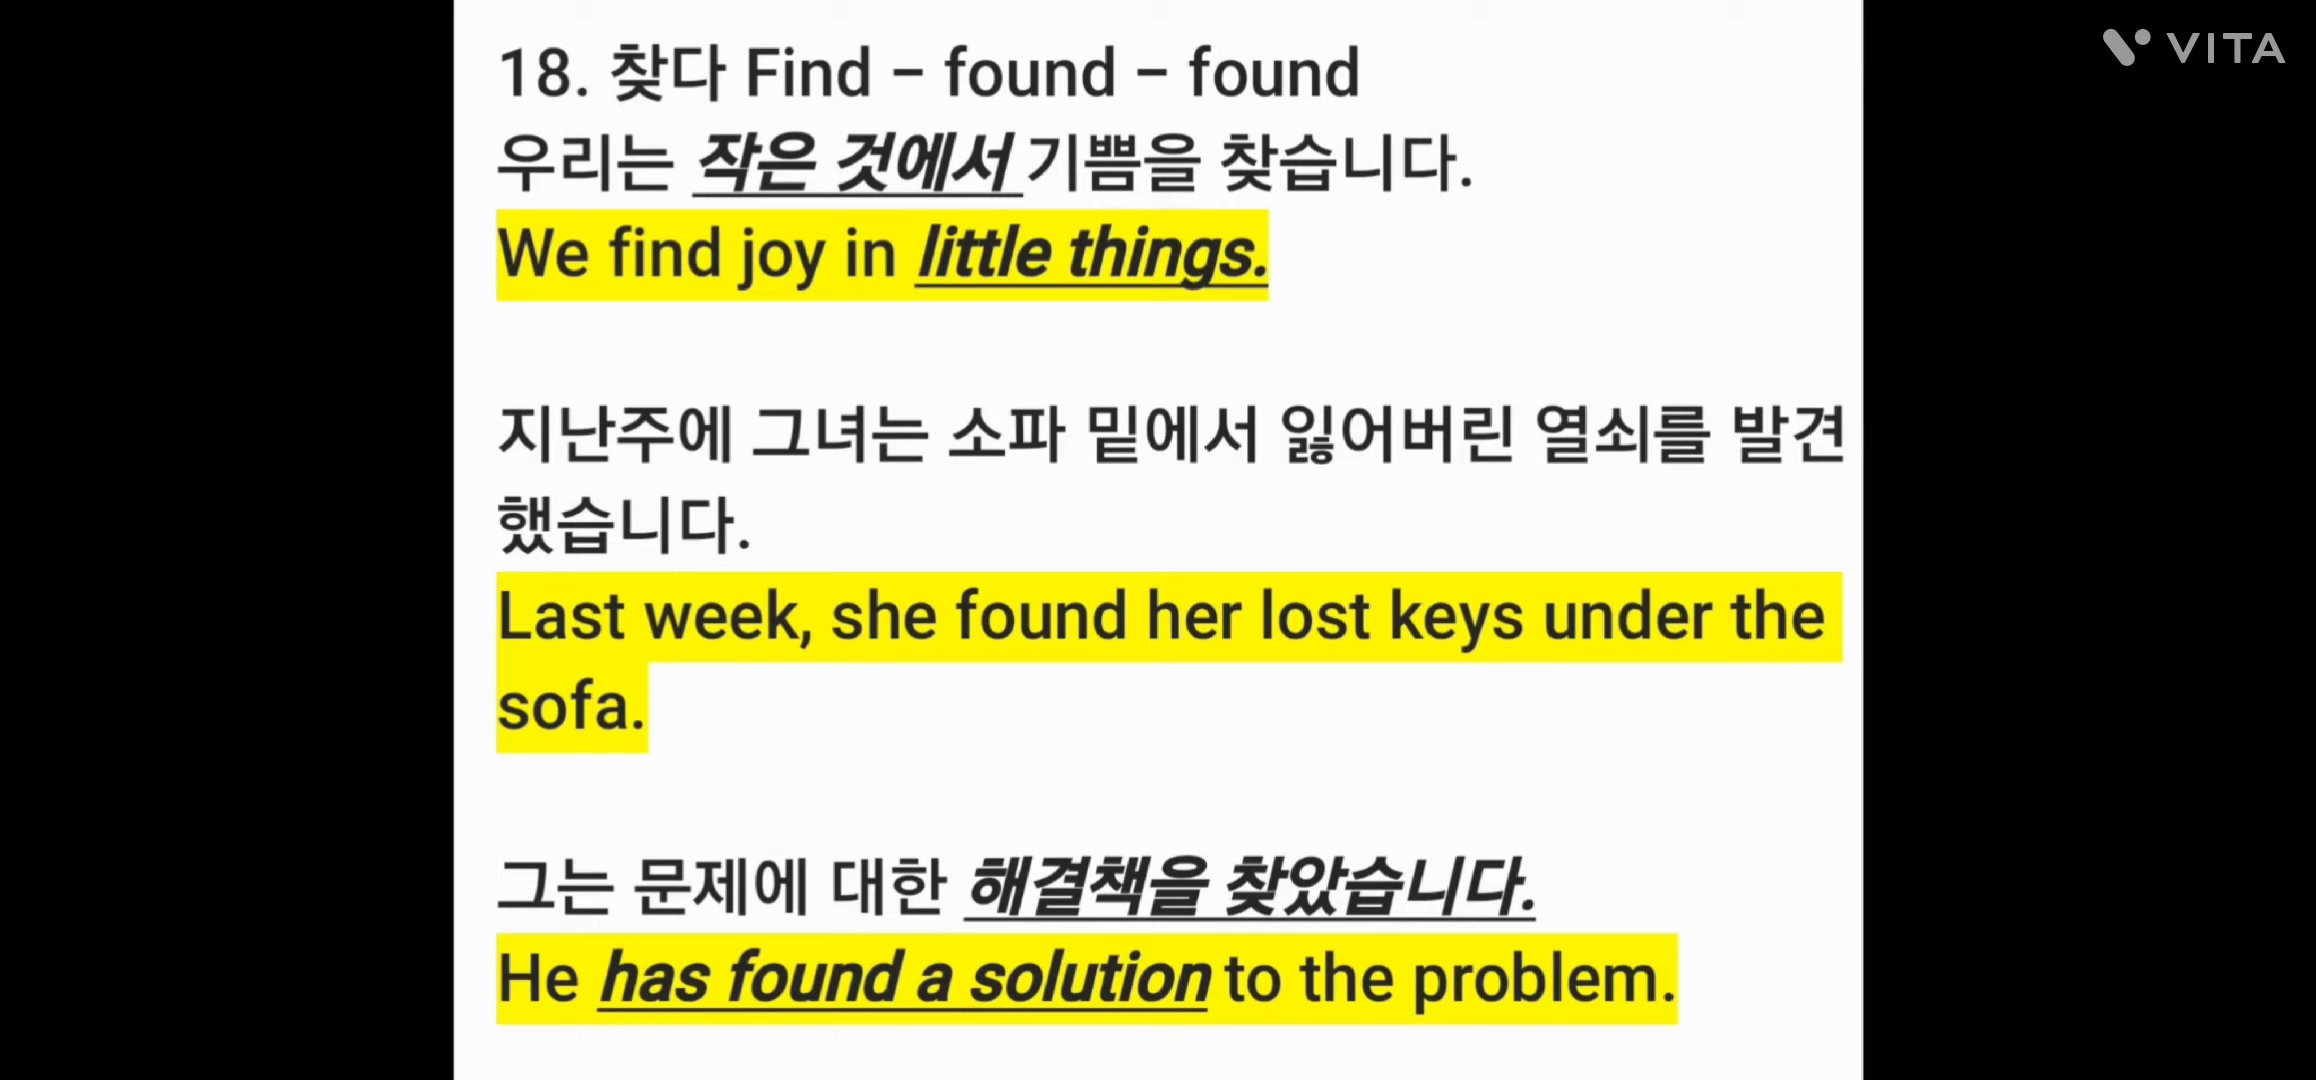 VITA
18. 찾다 Find – found – found
우리는 작은 것에서 기쁨을 찾습니다.
We find joy in little things.
지난주에 그녀는 소파 밑에서 잃어버린 열쇠를 발견
했습니다.
Last week, she found her lost keys under the
sofa.
그는 문제에 대한 해결책을 찾았습니다.
He has found a solution to the problem.